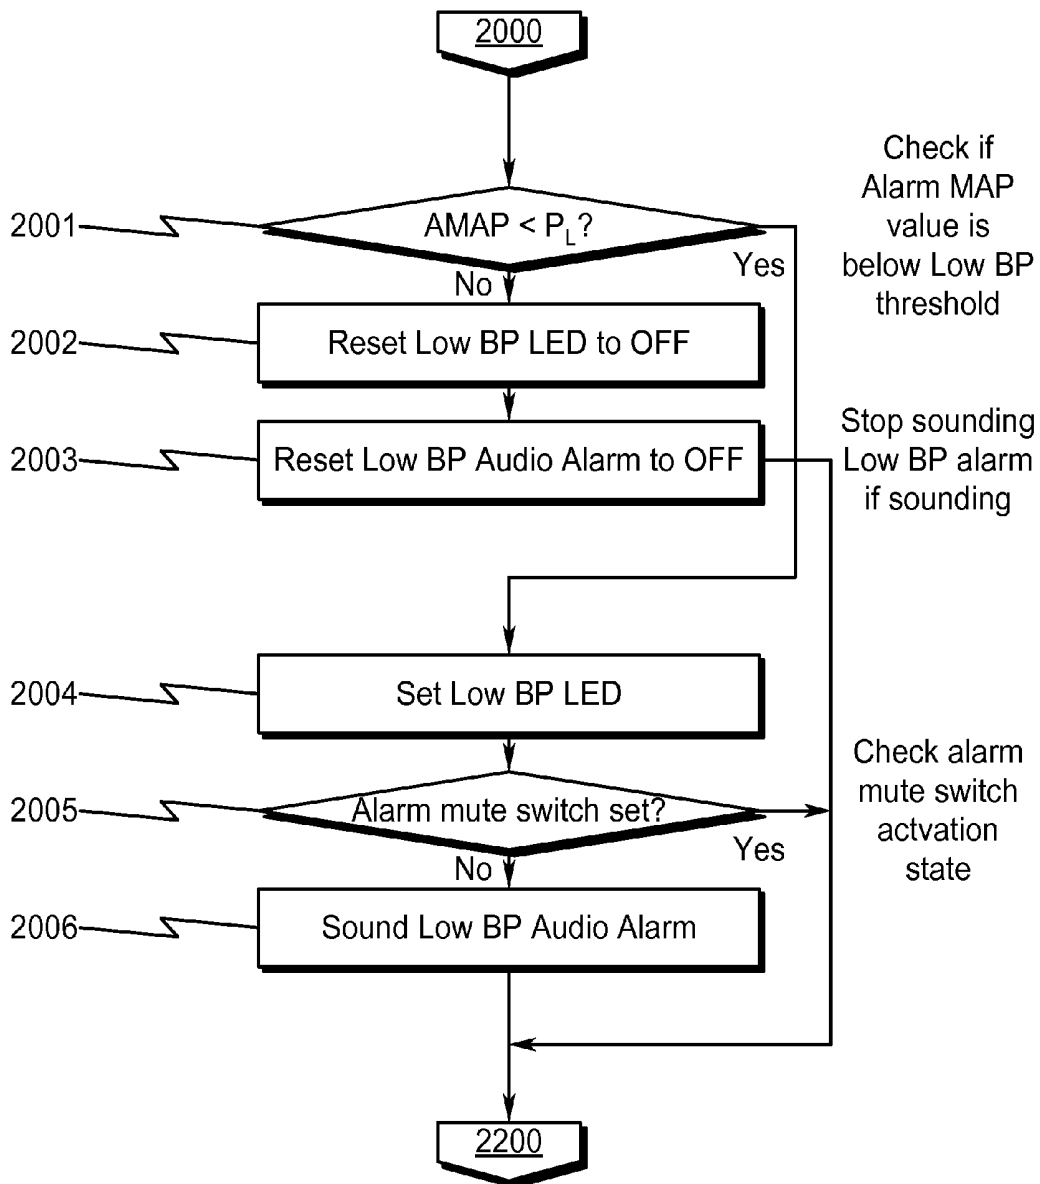 2000
Check if
Alarm MAP
value is
below Low BP
threshold
2001
AMAP < P_L?
Yes
No
2002
Reset Low BP LED to OFF
2003
Reset Low BP Audio Alarm to OFF
Stop sounding
Low BP alarm
if sounding
2004
Set Low BP LED
2005
Alarm mute switch set?
Yes
No
Check alarm
mute switch
actvation
state
2006
Sound Low BP Audio Alarm
2200